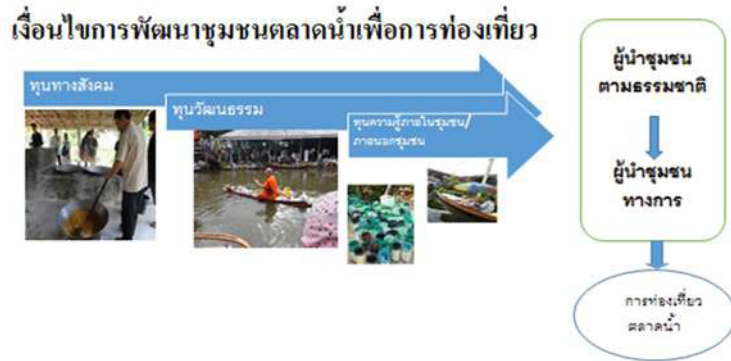 เงื่อนไขการพัฒนาชุมชนตลาดน้ำเพื่อการท่องเที่ยว
ทุนทางสังคม
ทุนวัฒนธรรม
ทุนความรู้ภายในชุมชน/
ภายนอกชุมชน
ผู้นำชุมชน
ตามธรรมชาติ
ผู้นำชุมชน
ทางการ
การท่องเที่ยว
ตลาดน้ำ